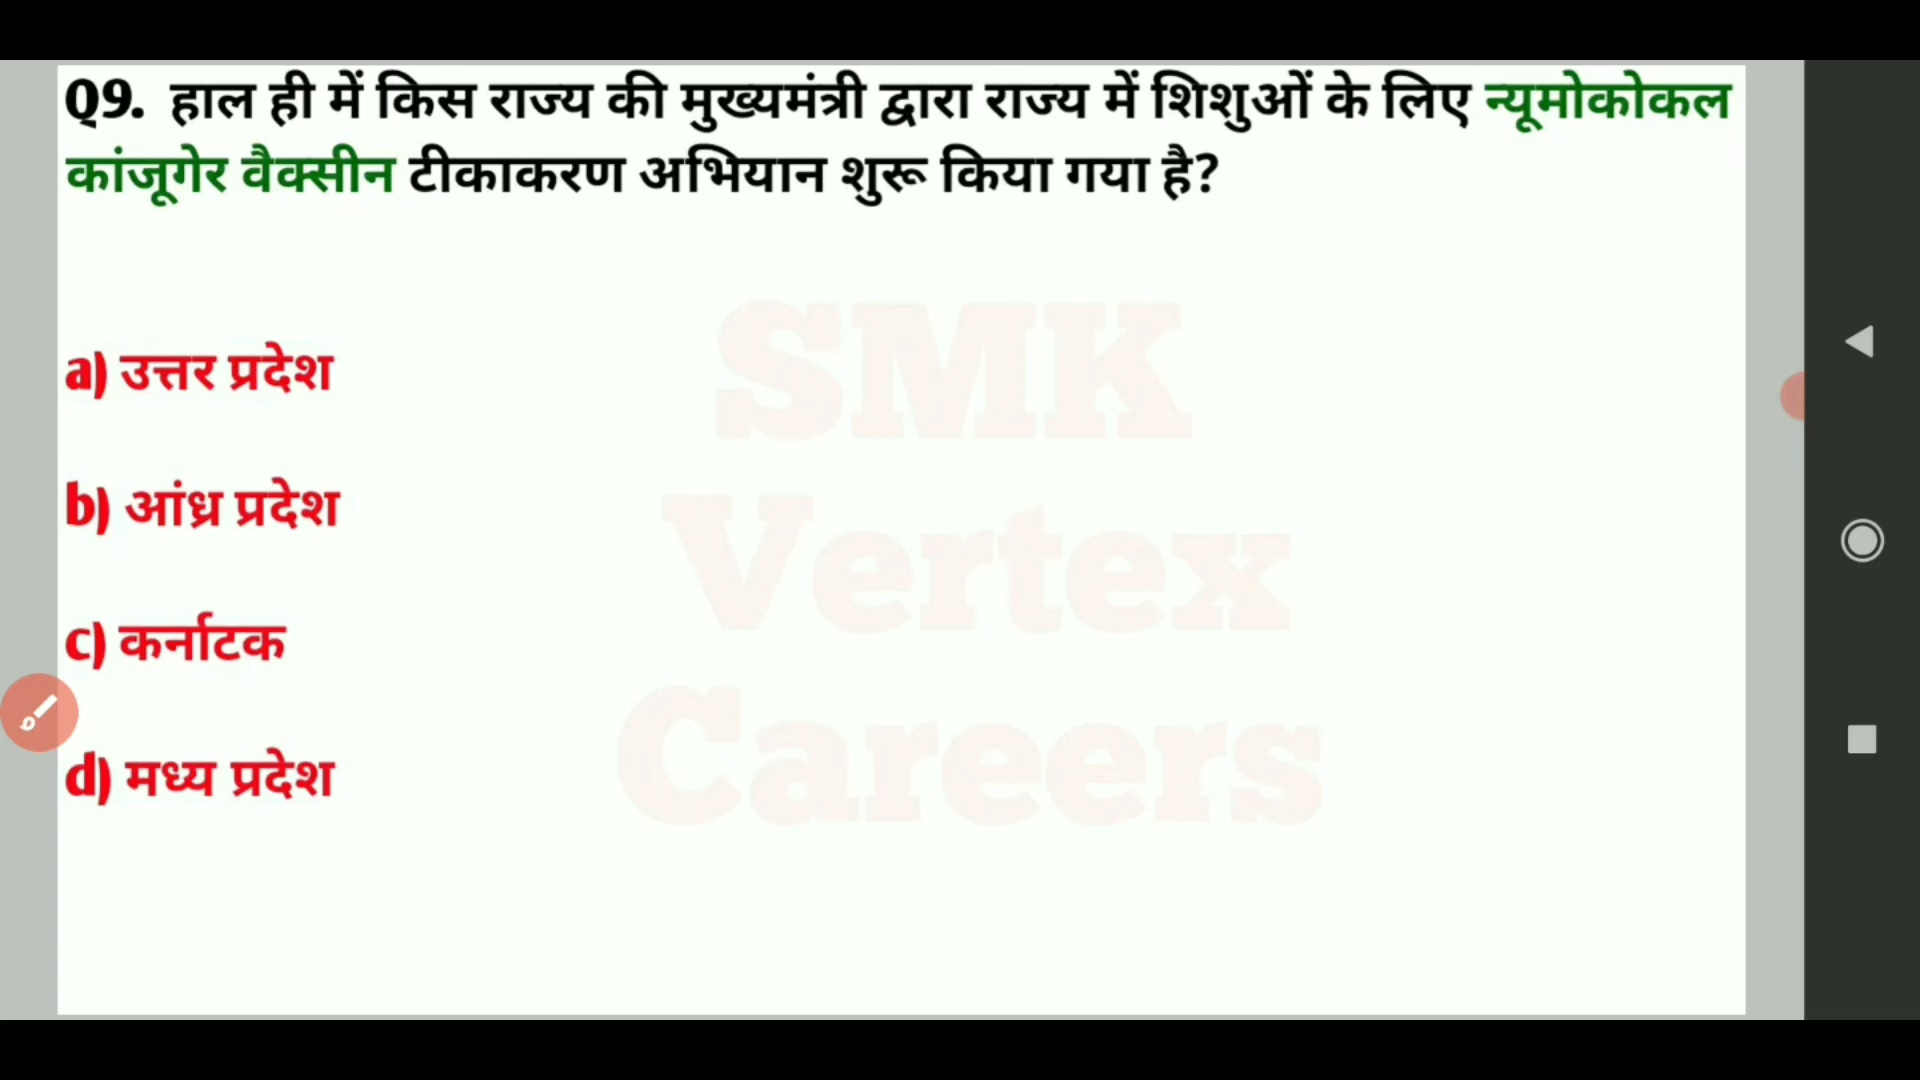 Q9. हाल ही में किस राज्य की मुख्यमंत्री द्वारा राज्य में शिशुओं के लिए न्यूमोकोकल
कांजूगेर वैक्सीन टीकाकरण अभियान शुरू किया गया है?
a) उत्तर प्रदेश
b) आंध्र प्रदेश
c) कर्नाटक
d) मध्य प्रदेश
SMK
Vertex
Careers